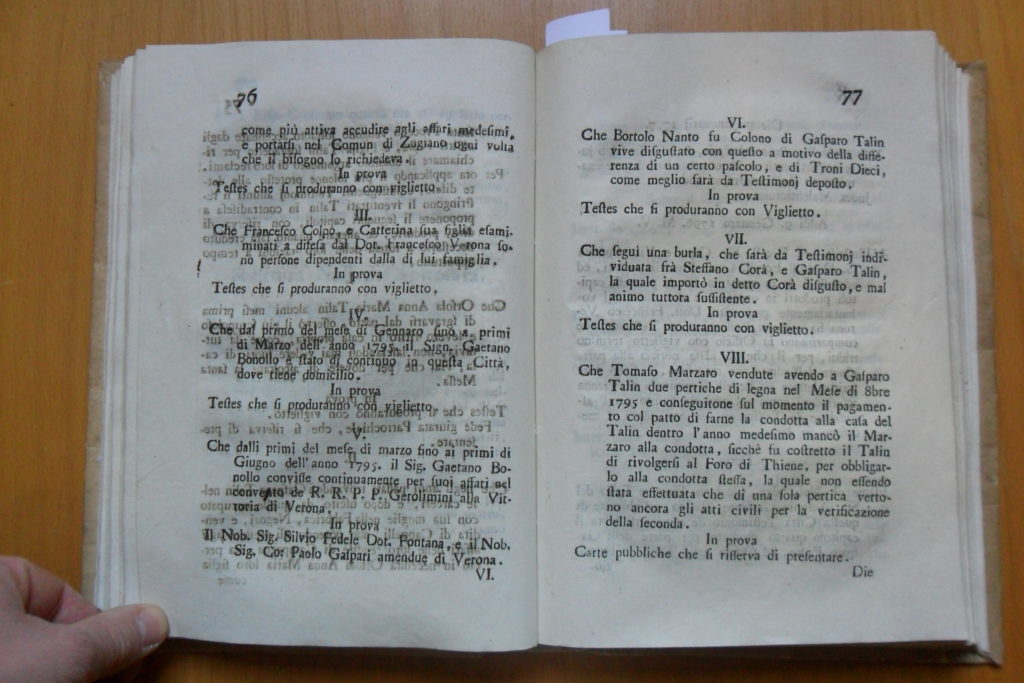 76
come più attiva accudire agli affari medesimi,
e portarsi nel Comun di Zugiano ogni volta
che il bisogno lo richiedeva.
In prova
Testes che si produranno con viglietto.
III.
Che Francesco Colpo, e Catterina sua figlia esami-
minati a difesa dal Dot. Francesco Verona so-
no persone dipendenti dalla di lui famiglia.
In prova
Testes che si produranno con viglietto.
IV.
Che dal primo del mese di Gennaro sino a primi
di Marzo dell' anno 1795. il Sign. Gaetano
Bonollo è stato di continuo in questa Città,
dove tiene domicilio.
In prova
Testes che si produranno con viglietto.
V.
Che dalli primi del mese di marzo fino ai primi di
Giugno dell' anno 1795. il Sig. Gaetano Bo-
nollo convisse continuamente per suoi affari nel
convento de R. R. P. P. Gerolimini alla Vit-
toria di Verona.
In prova
Il Nob. Sig. Silvio Fedele Dot. Fontana, e il Nob.
Sig. Co: Paolo Gaspari amendue di Verona.
VI.
77
VI.
Che Bortolo Nanto fu Colono di Gasparo Talin
vive disgustato con questo a motivo della diffe-
renza di un certo pascolo, e di Troni Dieci,
come meglio sarà da Testimonj deposto.
In prova
Testes che si produranno con Viglietto.
VII.
Che seguì una burla, che sarà da Testimonj indi-
viduata frà Steffano Corà, e Gasparo Talin,
la quale importò in detto Corà disgusto, e mal
animo tuttora sussistente.
In prova
Testes che si produranno con viglietto.
VIII.
Che Tomaso Marzaro vendute avendo a Gasparo
Talin due pertiche di legna nel Mese di 8bre
1795 e conseguitone sul momento il pagamen-
to col patto di farne la condotta alla casa del
Talin dentro l'anno medesimo mancò il Mar-
zaro alla condotta, sicchè fu costretto il Talin
di rivolgersi al Foro di Thiene, per obbligar-
lo alla condotta stessa, la quale non essendo
stata effettuata che di una sola pertica verto-
no ancora gli atti civili per la verificazione
della seconda.
In prova
Carte pubbliche che si risserva di presentare.
Die